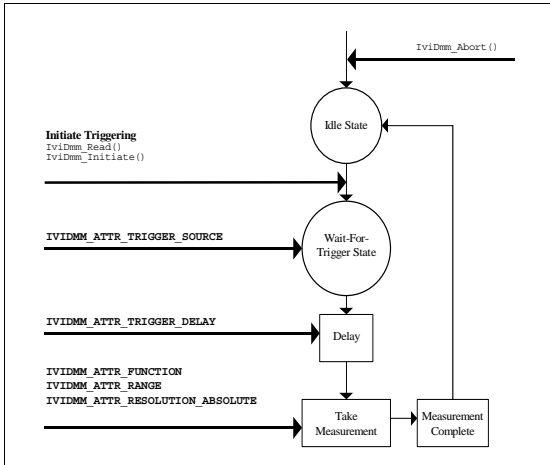 IviDmm_Abort()
Idle State
Initiate Triggering
IviDmm_Read()
IviDmm_Initiate()
IVIDMM_ATTR_TRIGGER_SOURCE
Wait-For-
Trigger State
IVIDMM_ATTR_TRIGGER_DELAY
Delay
IVIDMM_ATTR_FUNCTION
IVIDMM_ATTR_RANGE
IVIDMM_ATTR_RESOLUTION_ABSOLUTE
Take
Measurement
Measurement
Complete